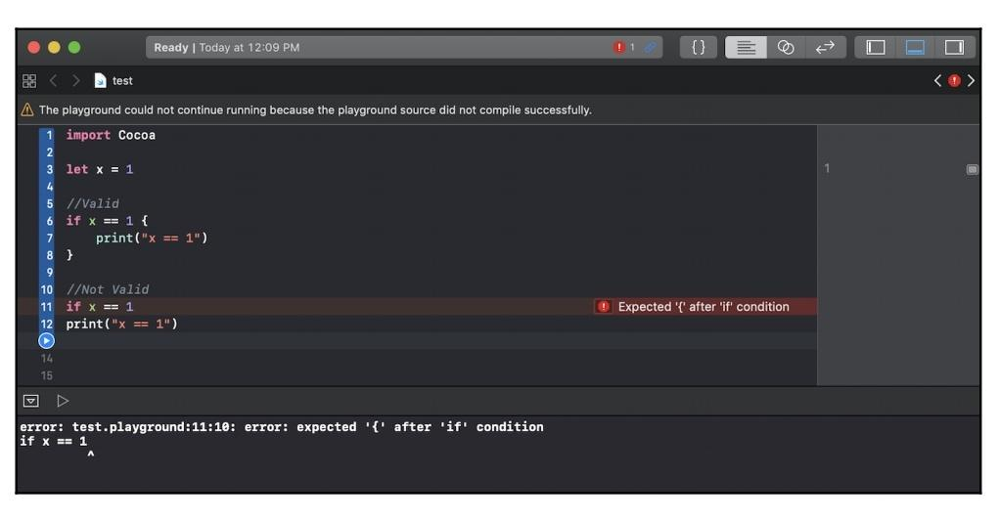 Ready | Today at 12:09 PM 1 {}
test
The playground could not continue running because the playground source did not compile successfully.
1 import Cocoa
2
3 let x = 1 1
4
5 //Valid
6 if x == 1 {
7 print("x == 1")
8 }
9
10 //Not Valid
11 if x == 1 Expected '{' after 'if' condition
12 print("x == 1")
14
15
error: test.playground:11:10: error: expected '{' after 'if' condition
if x == 1
^